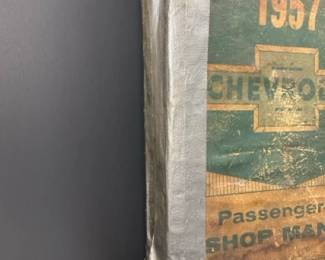 1957
CHEVRO
Passenger
SHOP MAN